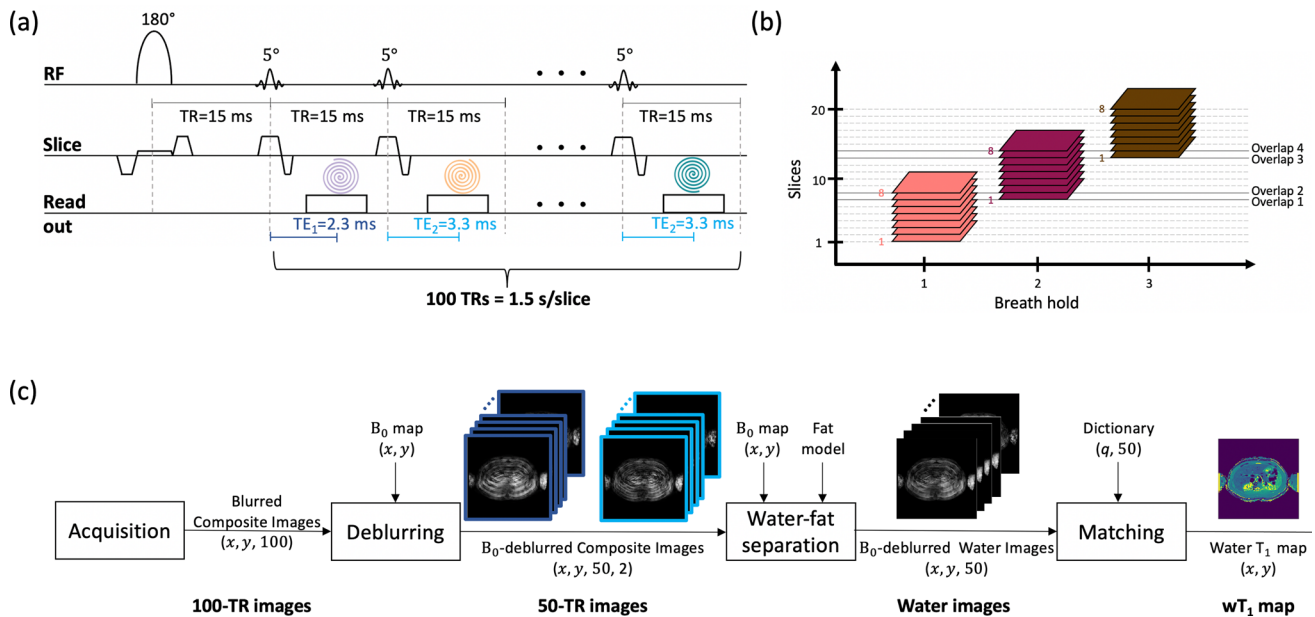 (a)
180°
5°
5°
5°
RF
• • •
TR=15 ms
TR=15 ms
TR=15 ms
TR=15 ms
Slice
• • •
Read
out
TE₁=2.3 ms
TE₂=3.3 ms
TE₂=3.3 ms
100 TRs = 1.5 s/slice
(b)
Slices
20
10
1
8
1
8
1
8
1
Overlap 4
Overlap 3
Overlap 2
Overlap 1
1
2
3
Breath hold
(c)
Acquisition
Blurred
Composite Images
(x, y, 100)
B₀ map
(x, y)
Deblurring
B₀-deblurred Composite Images
(x, y, 50, 2)
B₀ map
(x, y)
Fat
model
Water-fat
separation
B₀-deblurred Water Images
(x, y, 50)
Dictionary
(q, 50)
Matching
Water T₁ map
(x, y)
100-TR images
50-TR images
Water images
wT₁ map